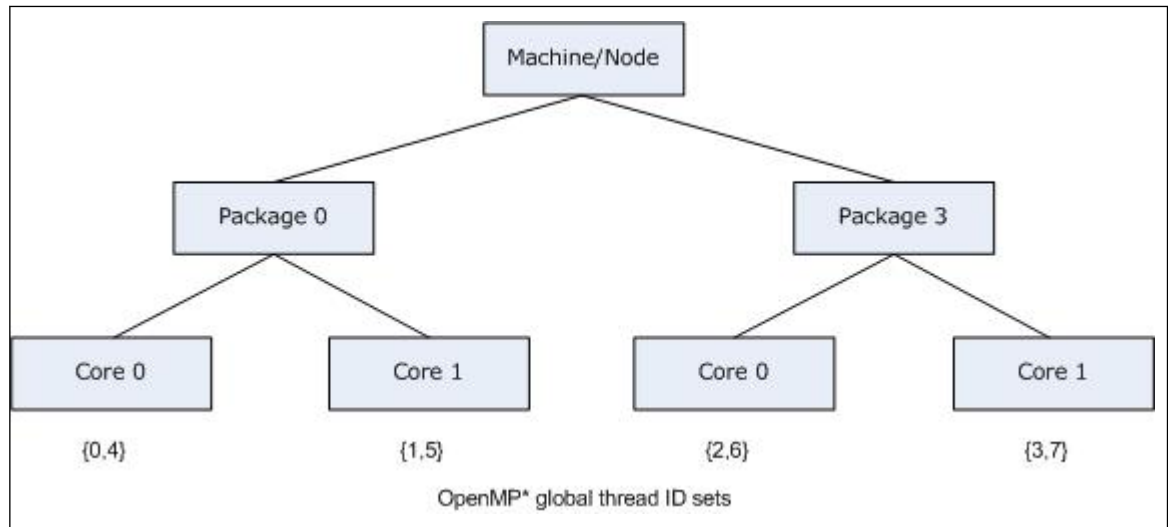 Machine/Node
Package 0
Package 3
Core 0
Core 1
Core 0
Core 1
{0,4}
{1,5}
{2,6}
{3,7}
OpenMP* global thread ID sets